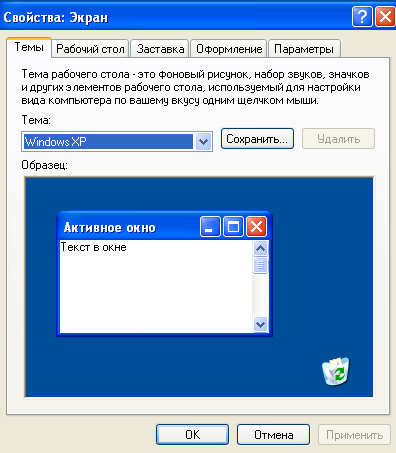 Свойства: Экран
Темы Рабочий стол Заставка Оформление Параметры
Тема рабочего стола - это фоновый рисунок, набор звуков, значков
и других элементов рабочего стола, используемый для настройки
вида компьютера по вашему вкусу одним щелчком мыши.
Тема:
Windows XP Сохранить... Удалить
Образец:
Активное окно
Текст в окне
OK Отмена Применить